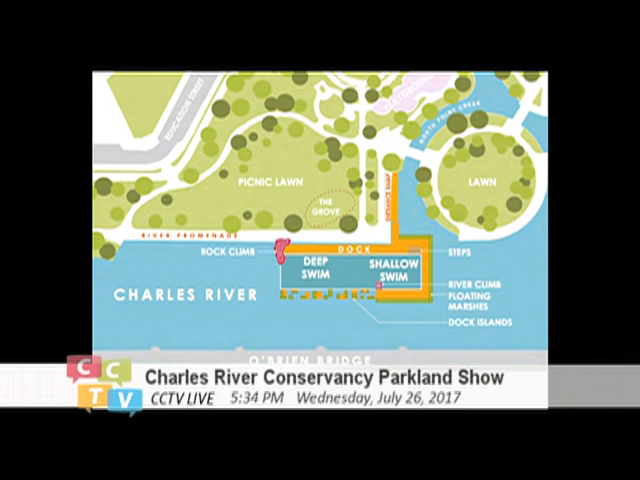 EDUCATION STREET
PLAYGROUND
NORTH POINT CREEK
PICNIC LAWN
THE
GROVE
LAWN
RIVER PROMENADE
ROCK CLIMB
DOCK
STEPS
DEEP
SWIM
SHALLOW
SWIM
RIVER CLIMB
FLOATING
MARSHES
CHARLES RIVER
DOCK ISLANDS
O'BRIEN BRIDGE
CCTV
Charles River Conservancy Parkland Show
CCTV LIVE 5:34 PM Wednesday, July 26, 2017